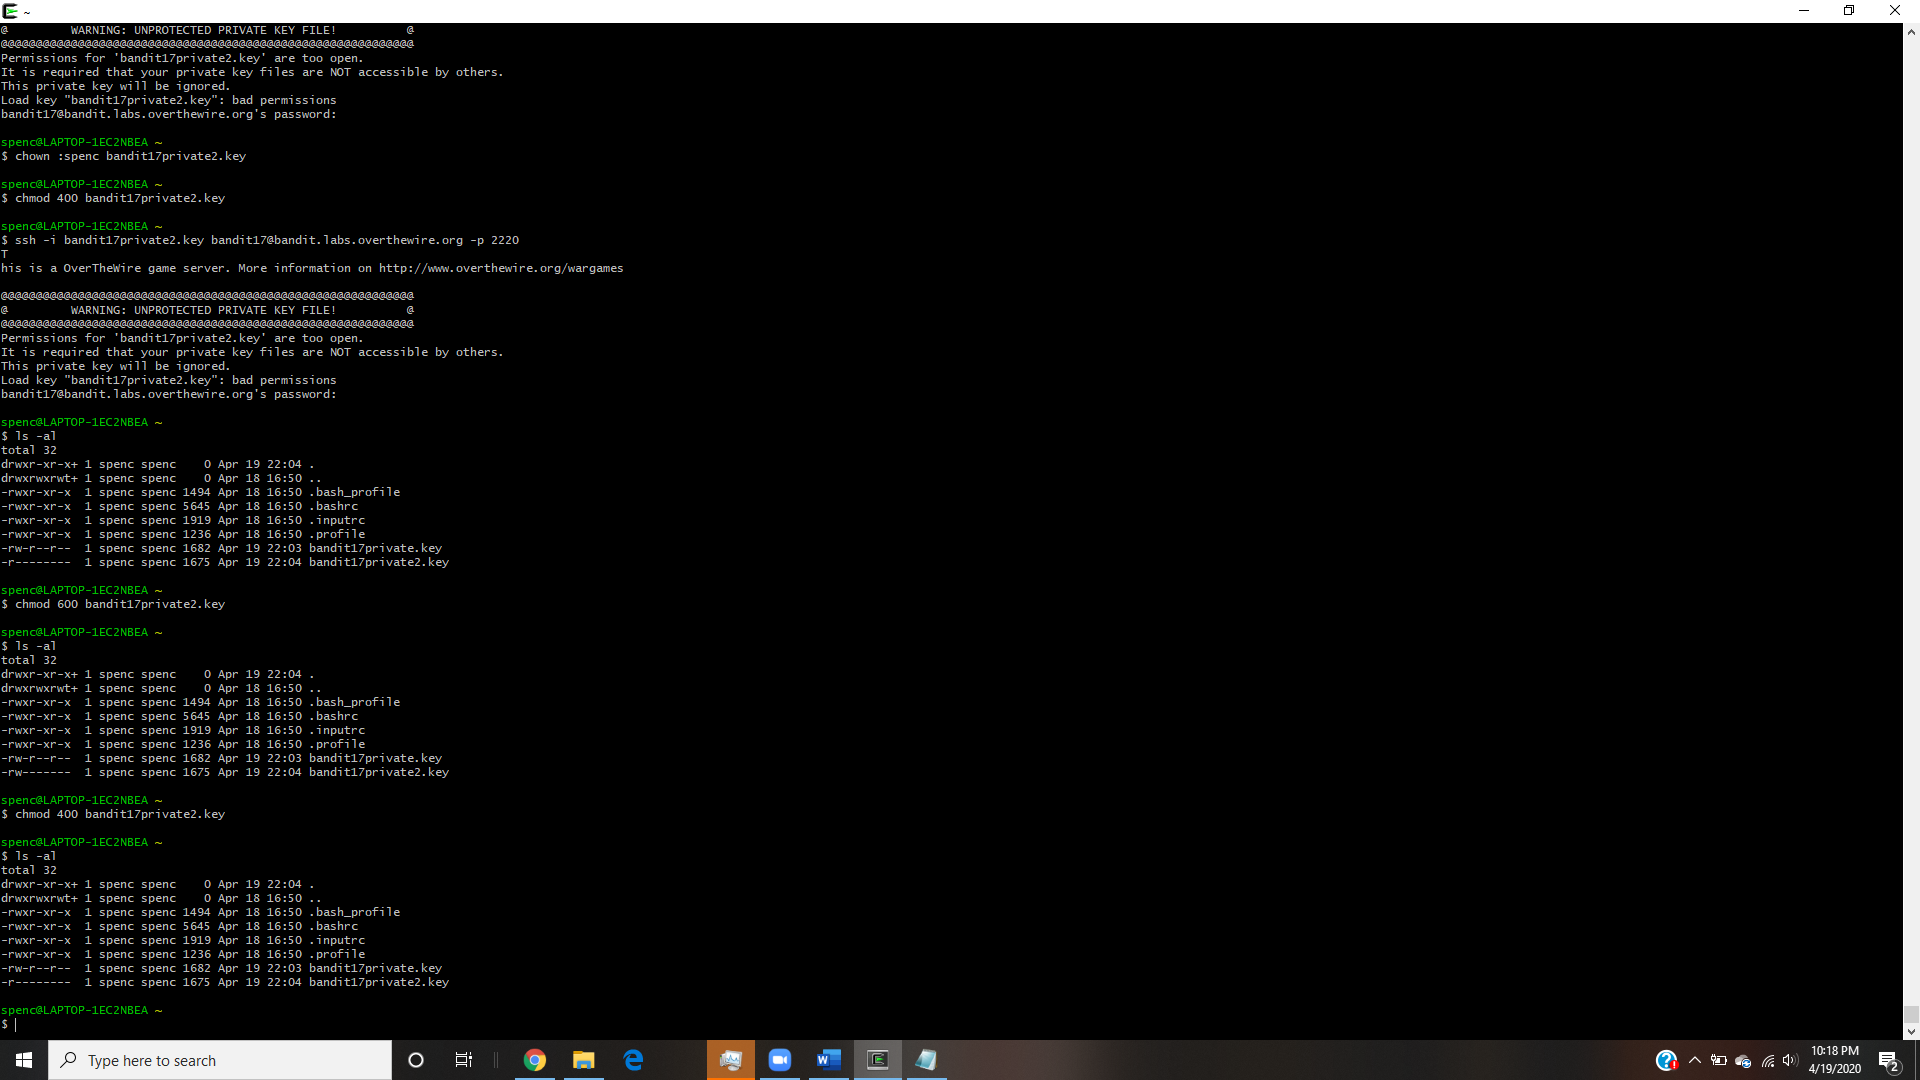 ~
@         WARNING: UNPROTECTED PRIVATE KEY FILE!          @
@@@@@@@@@@@@@@@@@@@@@@@@@@@@@@@@@@@@@@@@@@@@@@@@@@@@@@@@@@@
Permissions for 'bandit17private2.key' are too open.
It is required that your private key files are NOT accessible by others.
This private key will be ignored.
Load key "bandit17private2.key": bad permissions
bandit17@bandit.labs.overthewire.org's password:
spenc@LAPTOP-1EC2NBEA ~
$ chown :spenc bandit17private2.key
spenc@LAPTOP-1EC2NBEA ~
$ chmod 400 bandit17private2.key
spenc@LAPTOP-1EC2NBEA ~
$ ssh -i bandit17private2.key bandit17@bandit.labs.overthewire.org -p 2220
T
his is a OverTheWire game server. More information on http://www.overthewire.org/wargames
@@@@@@@@@@@@@@@@@@@@@@@@@@@@@@@@@@@@@@@@@@@@@@@@@@@@@@@@@@@
@         WARNING: UNPROTECTED PRIVATE KEY FILE!          @
@@@@@@@@@@@@@@@@@@@@@@@@@@@@@@@@@@@@@@@@@@@@@@@@@@@@@@@@@@@
Permissions for 'bandit17private2.key' are too open.
It is required that your private key files are NOT accessible by others.
This private key will be ignored.
Load key "bandit17private2.key": bad permissions
bandit17@bandit.labs.overthewire.org's password:
spenc@LAPTOP-1EC2NBEA ~
$ ls -al
total 32
drwxr-xr-x+ 1 spenc spenc    0 Apr 19 22:04 .
drwxrwxrwt+ 1 spenc spenc    0 Apr 18 16:50 ..
-rwxr-xr-x  1 spenc spenc 1494 Apr 18 16:50 .bash_profile
-rwxr-xr-x  1 spenc spenc 5645 Apr 18 16:50 .bashrc
-rwxr-xr-x  1 spenc spenc 1919 Apr 18 16:50 .inputrc
-rwxr-xr-x  1 spenc spenc 1236 Apr 18 16:50 .profile
-rw-r--r--  1 spenc spenc 1682 Apr 19 22:03 bandit17private.key
-r--------  1 spenc spenc 1675 Apr 19 22:04 bandit17private2.key
spenc@LAPTOP-1EC2NBEA ~
$ chmod 600 bandit17private2.key
spenc@LAPTOP-1EC2NBEA ~
$ ls -al
total 32
drwxr-xr-x+ 1 spenc spenc    0 Apr 19 22:04 .
drwxrwxrwt+ 1 spenc spenc    0 Apr 18 16:50 ..
-rwxr-xr-x  1 spenc spenc 1494 Apr 18 16:50 .bash_profile
-rwxr-xr-x  1 spenc spenc 5645 Apr 18 16:50 .bashrc
-rwxr-xr-x  1 spenc spenc 1919 Apr 18 16:50 .inputrc
-rwxr-xr-x  1 spenc spenc 1236 Apr 18 16:50 .profile
-rw-r--r--  1 spenc spenc 1682 Apr 19 22:03 bandit17private.key
-rw-------  1 spenc spenc 1675 Apr 19 22:04 bandit17private2.key
spenc@LAPTOP-1EC2NBEA ~
$ chmod 400 bandit17private2.key
spenc@LAPTOP-1EC2NBEA ~
$ ls -al
total 32
drwxr-xr-x+ 1 spenc spenc    0 Apr 19 22:04 .
drwxrwxrwt+ 1 spenc spenc    0 Apr 18 16:50 ..
-rwxr-xr-x  1 spenc spenc 1494 Apr 18 16:50 .bash_profile
-rwxr-xr-x  1 spenc spenc 5645 Apr 18 16:50 .bashrc
-rwxr-xr-x  1 spenc spenc 1919 Apr 18 16:50 .inputrc
-rwxr-xr-x  1 spenc spenc 1236 Apr 18 16:50 .profile
-rw-r--r--  1 spenc spenc 1682 Apr 19 22:03 bandit17private.key
-r--------  1 spenc spenc 1675 Apr 19 22:04 bandit17private2.key
spenc@LAPTOP-1EC2NBEA ~
$
Type here to search
10:18 PM
4/19/2020
2